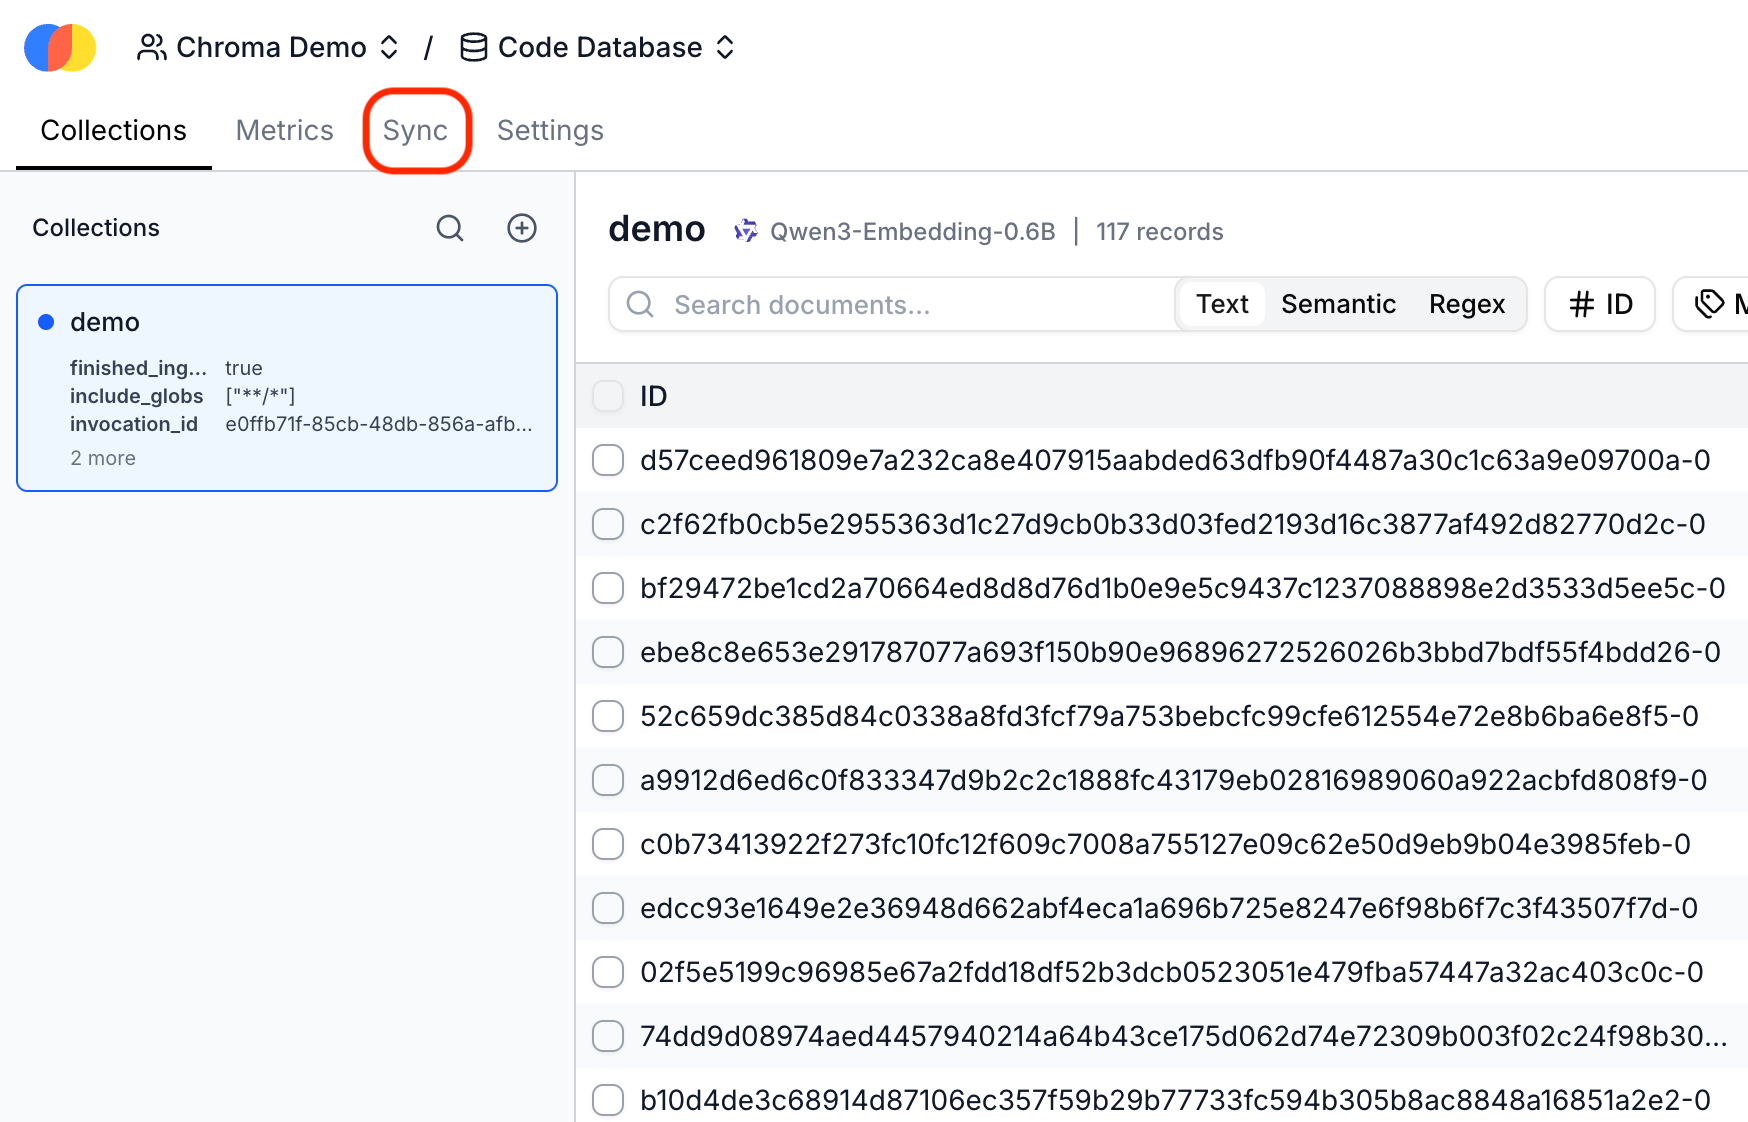 Chroma Demo / Code Database
Collections Metrics Sync Settings
Collections
demo
finished_ing... true
include_globs ["**/*"]
invocation_id e0ffb71f-85cb-48db-856a-afb...
2 more
demo Qwen3-Embedding-0.6B | 117 records
Search documents... Text Semantic Regex # ID M
ID
d57ceed961809e7a232ca8e407915aabded63dfb90f4487a30c1c63a9e09700a-0
c2f62fb0cb5e2955363d1c27d9cb0b33d03fed2193d16c3877af492d82770d2c-0
bf29472be1cd2a70664ed8d8d76d1b0e9e5c9437c1237088898e2d3533d5ee5c-0
ebe8c8e653e291787077a693f150b90e96896272526026b3bbd7bdf55f4bdd26-0
52c659dc385d84c0338a8fd3fcf79a753bebcfc99cfe612554e72e8b6ba6e8f5-0
a9912d6ed6c0f833347d9b2c2c1888fc43179eb02816989060a922acbfd808f9-0
c0b73413922f273fc10fc12f609c7008a755127e09c62e50d9eb9b04e3985feb-0
edcc93e1649e2e36948d662abf4eca1a696b725e8247e6f98b6f7c3f43507f7d-0
02f5e5199c96985e67a2fdd18df52b3dcb0523051e479fba57447a32ac403c0c-0
74dd9d08974aed4457940214a64b43ce175d062d74e72309b003f02c24f98b30...
b10d4de3c68914d87106ec357f59b29b77733fc594b305b8ac8848a16851a2e2-0